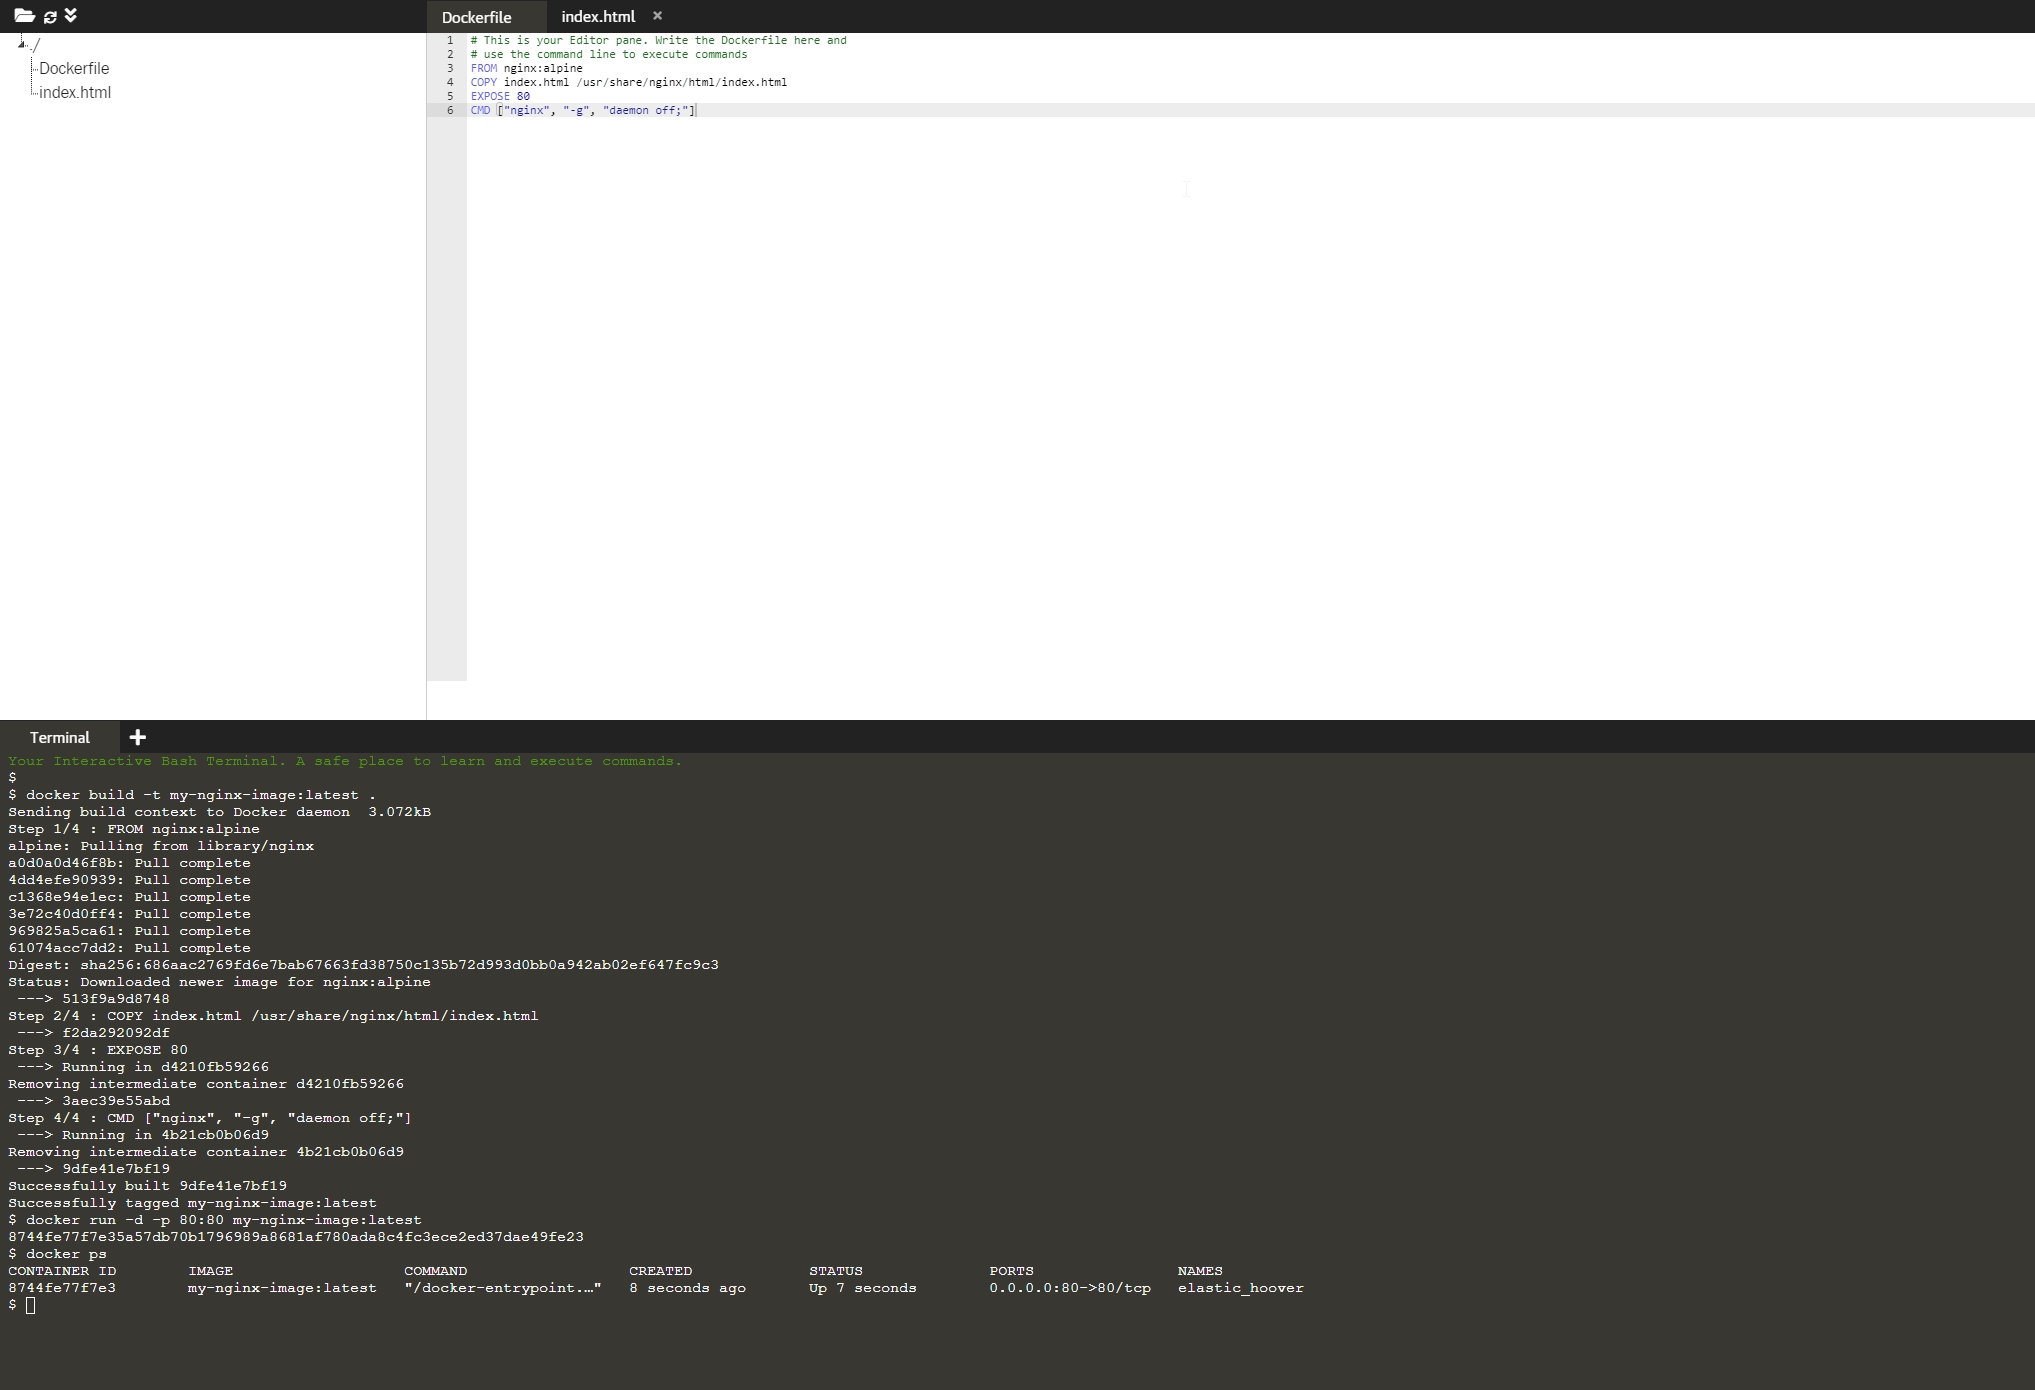 Dockerfile index.html ×
./
Dockerfile
index.html
1 # This is your Editor pane. Write the Dockerfile here and
2 # use the command line to execute commands
3 FROM nginx:alpine
4 COPY index.html /usr/share/nginx/html/index.html
5 EXPOSE 80
6 CMD ["nginx", "-g", "daemon off;"]
Terminal +
Your Interactive Bash Terminal. A safe place to learn and execute commands.
$
$ docker build -t my-nginx-image:latest .
Sending build context to Docker daemon  3.072kB
Step 1/4 : FROM nginx:alpine
alpine: Pulling from library/nginx
a0d0a0d46f8b: Pull complete
4dd4efe90939: Pull complete
c1368e94e1ec: Pull complete
3e72c40d0ff4: Pull complete
969825a5ca61: Pull complete
61074acc7dd2: Pull complete
Digest: sha256:686aac2769fd6e7bab67663fd38750c135b72d993d0bb0a942ab02ef647fc9c3
Status: Downloaded newer image for nginx:alpine
 ---> 513f9a9d8748
Step 2/4 : COPY index.html /usr/share/nginx/html/index.html
 ---> f2da292092df
Step 3/4 : EXPOSE 80
 ---> Running in d4210fb59266
Removing intermediate container d4210fb59266
 ---> 3aec39e55abd
Step 4/4 : CMD ["nginx", "-g", "daemon off;"]
 ---> Running in 4b21cb0b06d9
Removing intermediate container 4b21cb0b06d9
 ---> 9dfe41e7bf19
Successfully built 9dfe41e7bf19
Successfully tagged my-nginx-image:latest
$ docker run -d -p 80:80 my-nginx-image:latest
8744fe77f7e35a57db70b1796989a8681af780ada8c4fc3ece2ed37dae49fe23
$ docker ps
CONTAINER ID   IMAGE   COMMAND   CREATED   STATUS   PORTS   NAMES
8744fe77f7e3   my-nginx-image:latest   "/docker-entrypoint.…"   8 seconds ago   Up 7 seconds   0.0.0.0:80->80/tcp   elastic_hoover
$